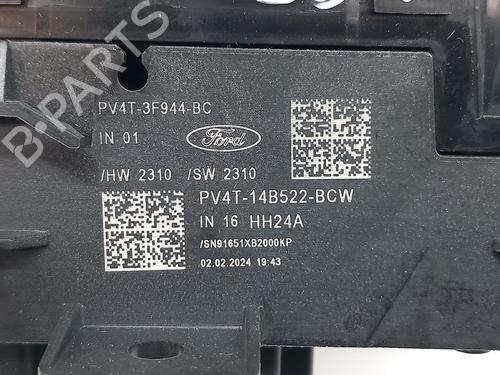 PV4T-3F944-BC
IN 01
Ford
/HW 2310 /SW 2310
PV4T-14B522-BCW
IN 16 HH24A
/SN91651XB2000KP
02.02.2024 19:43
B-PARTS